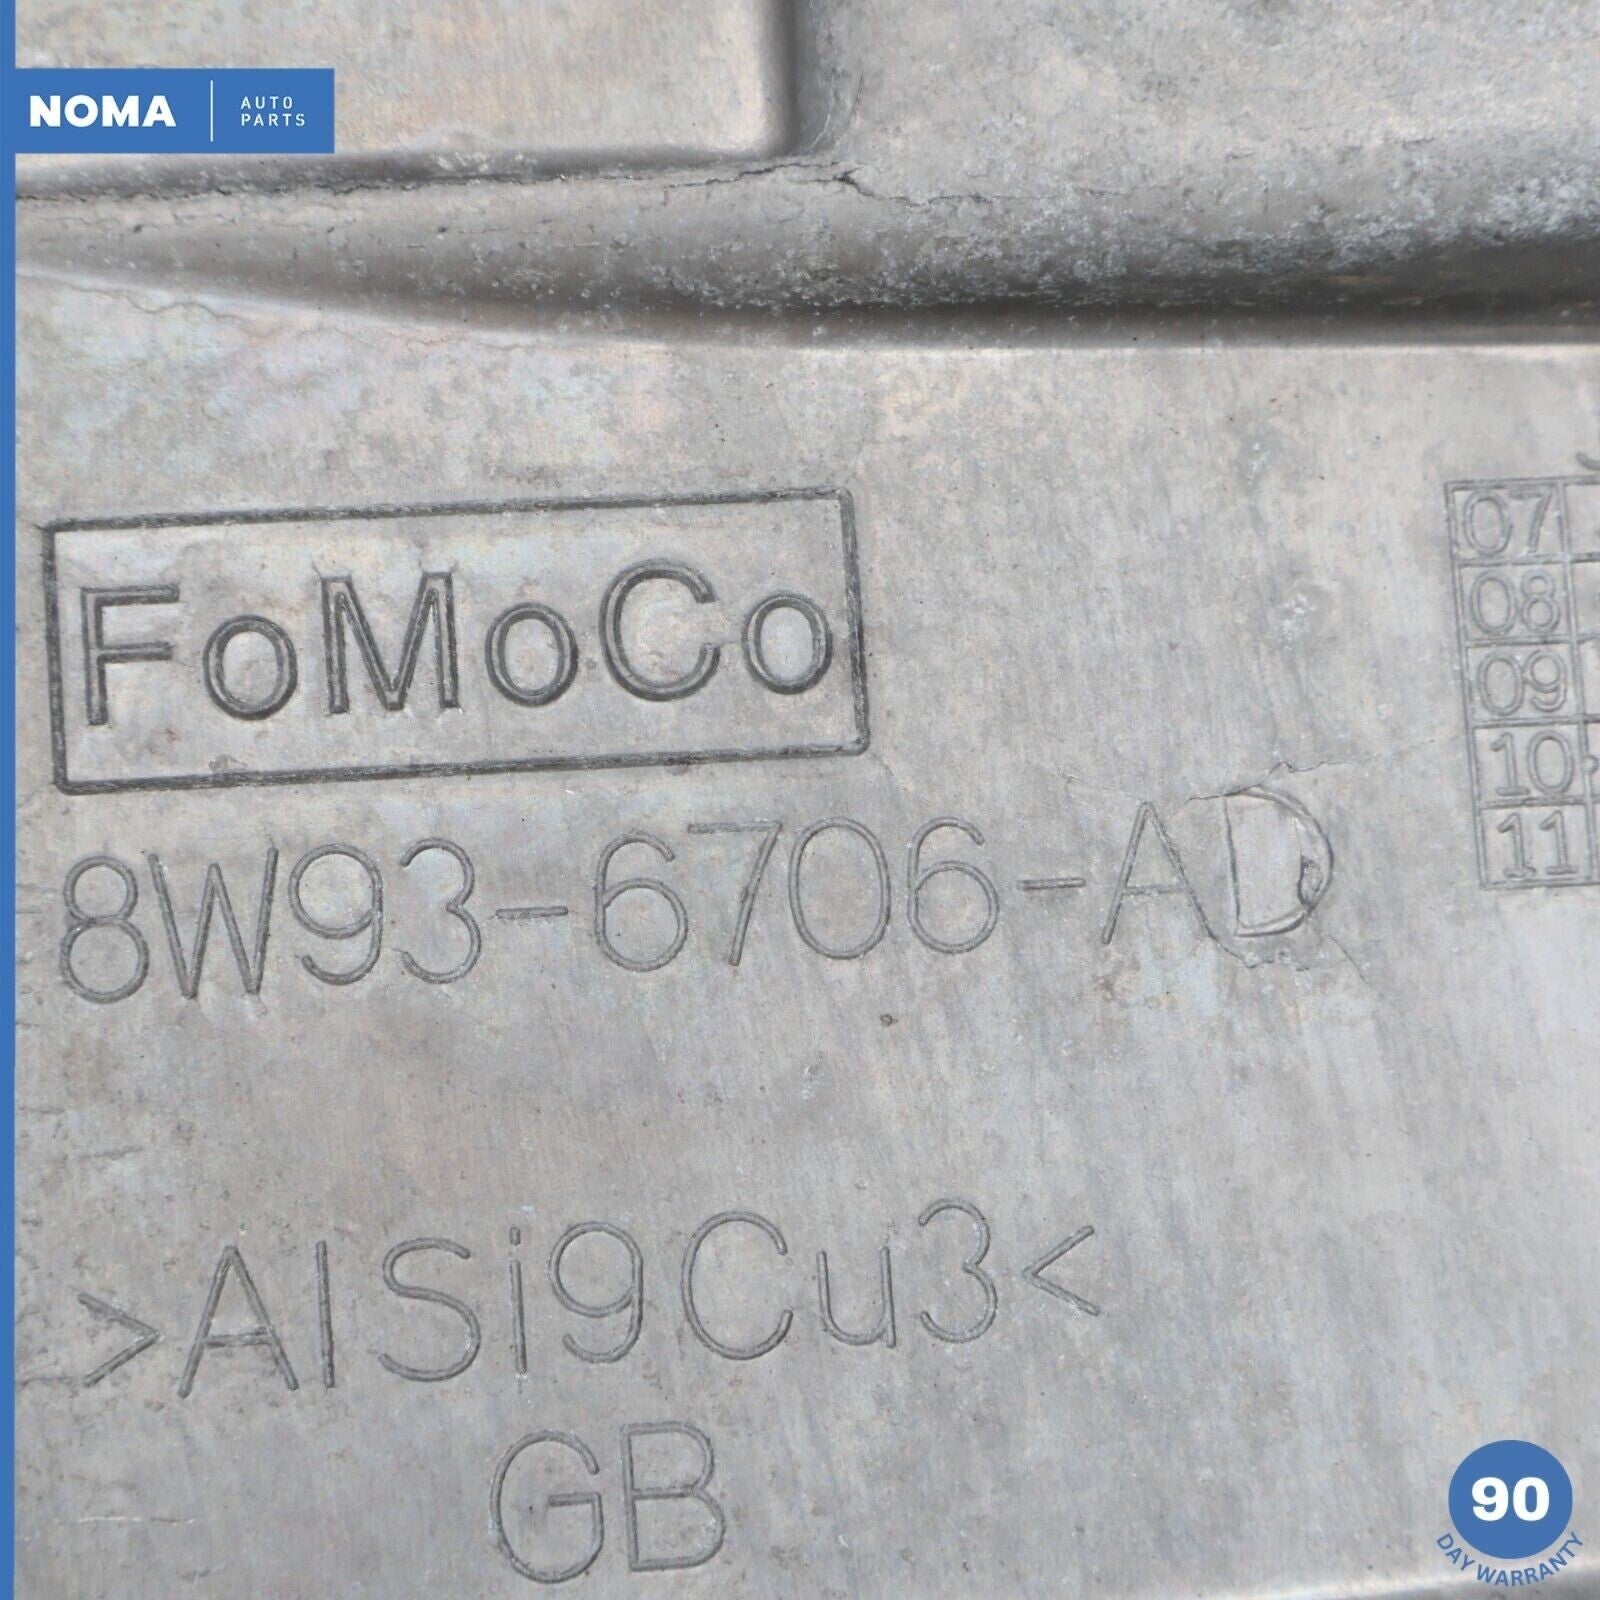 NOMA
AUTO
PARTS
FoMoCo
8W93-6706-AD
07
08
09
10
11
>AlSi9Cu3<
GB
90
DAY WARRANTY